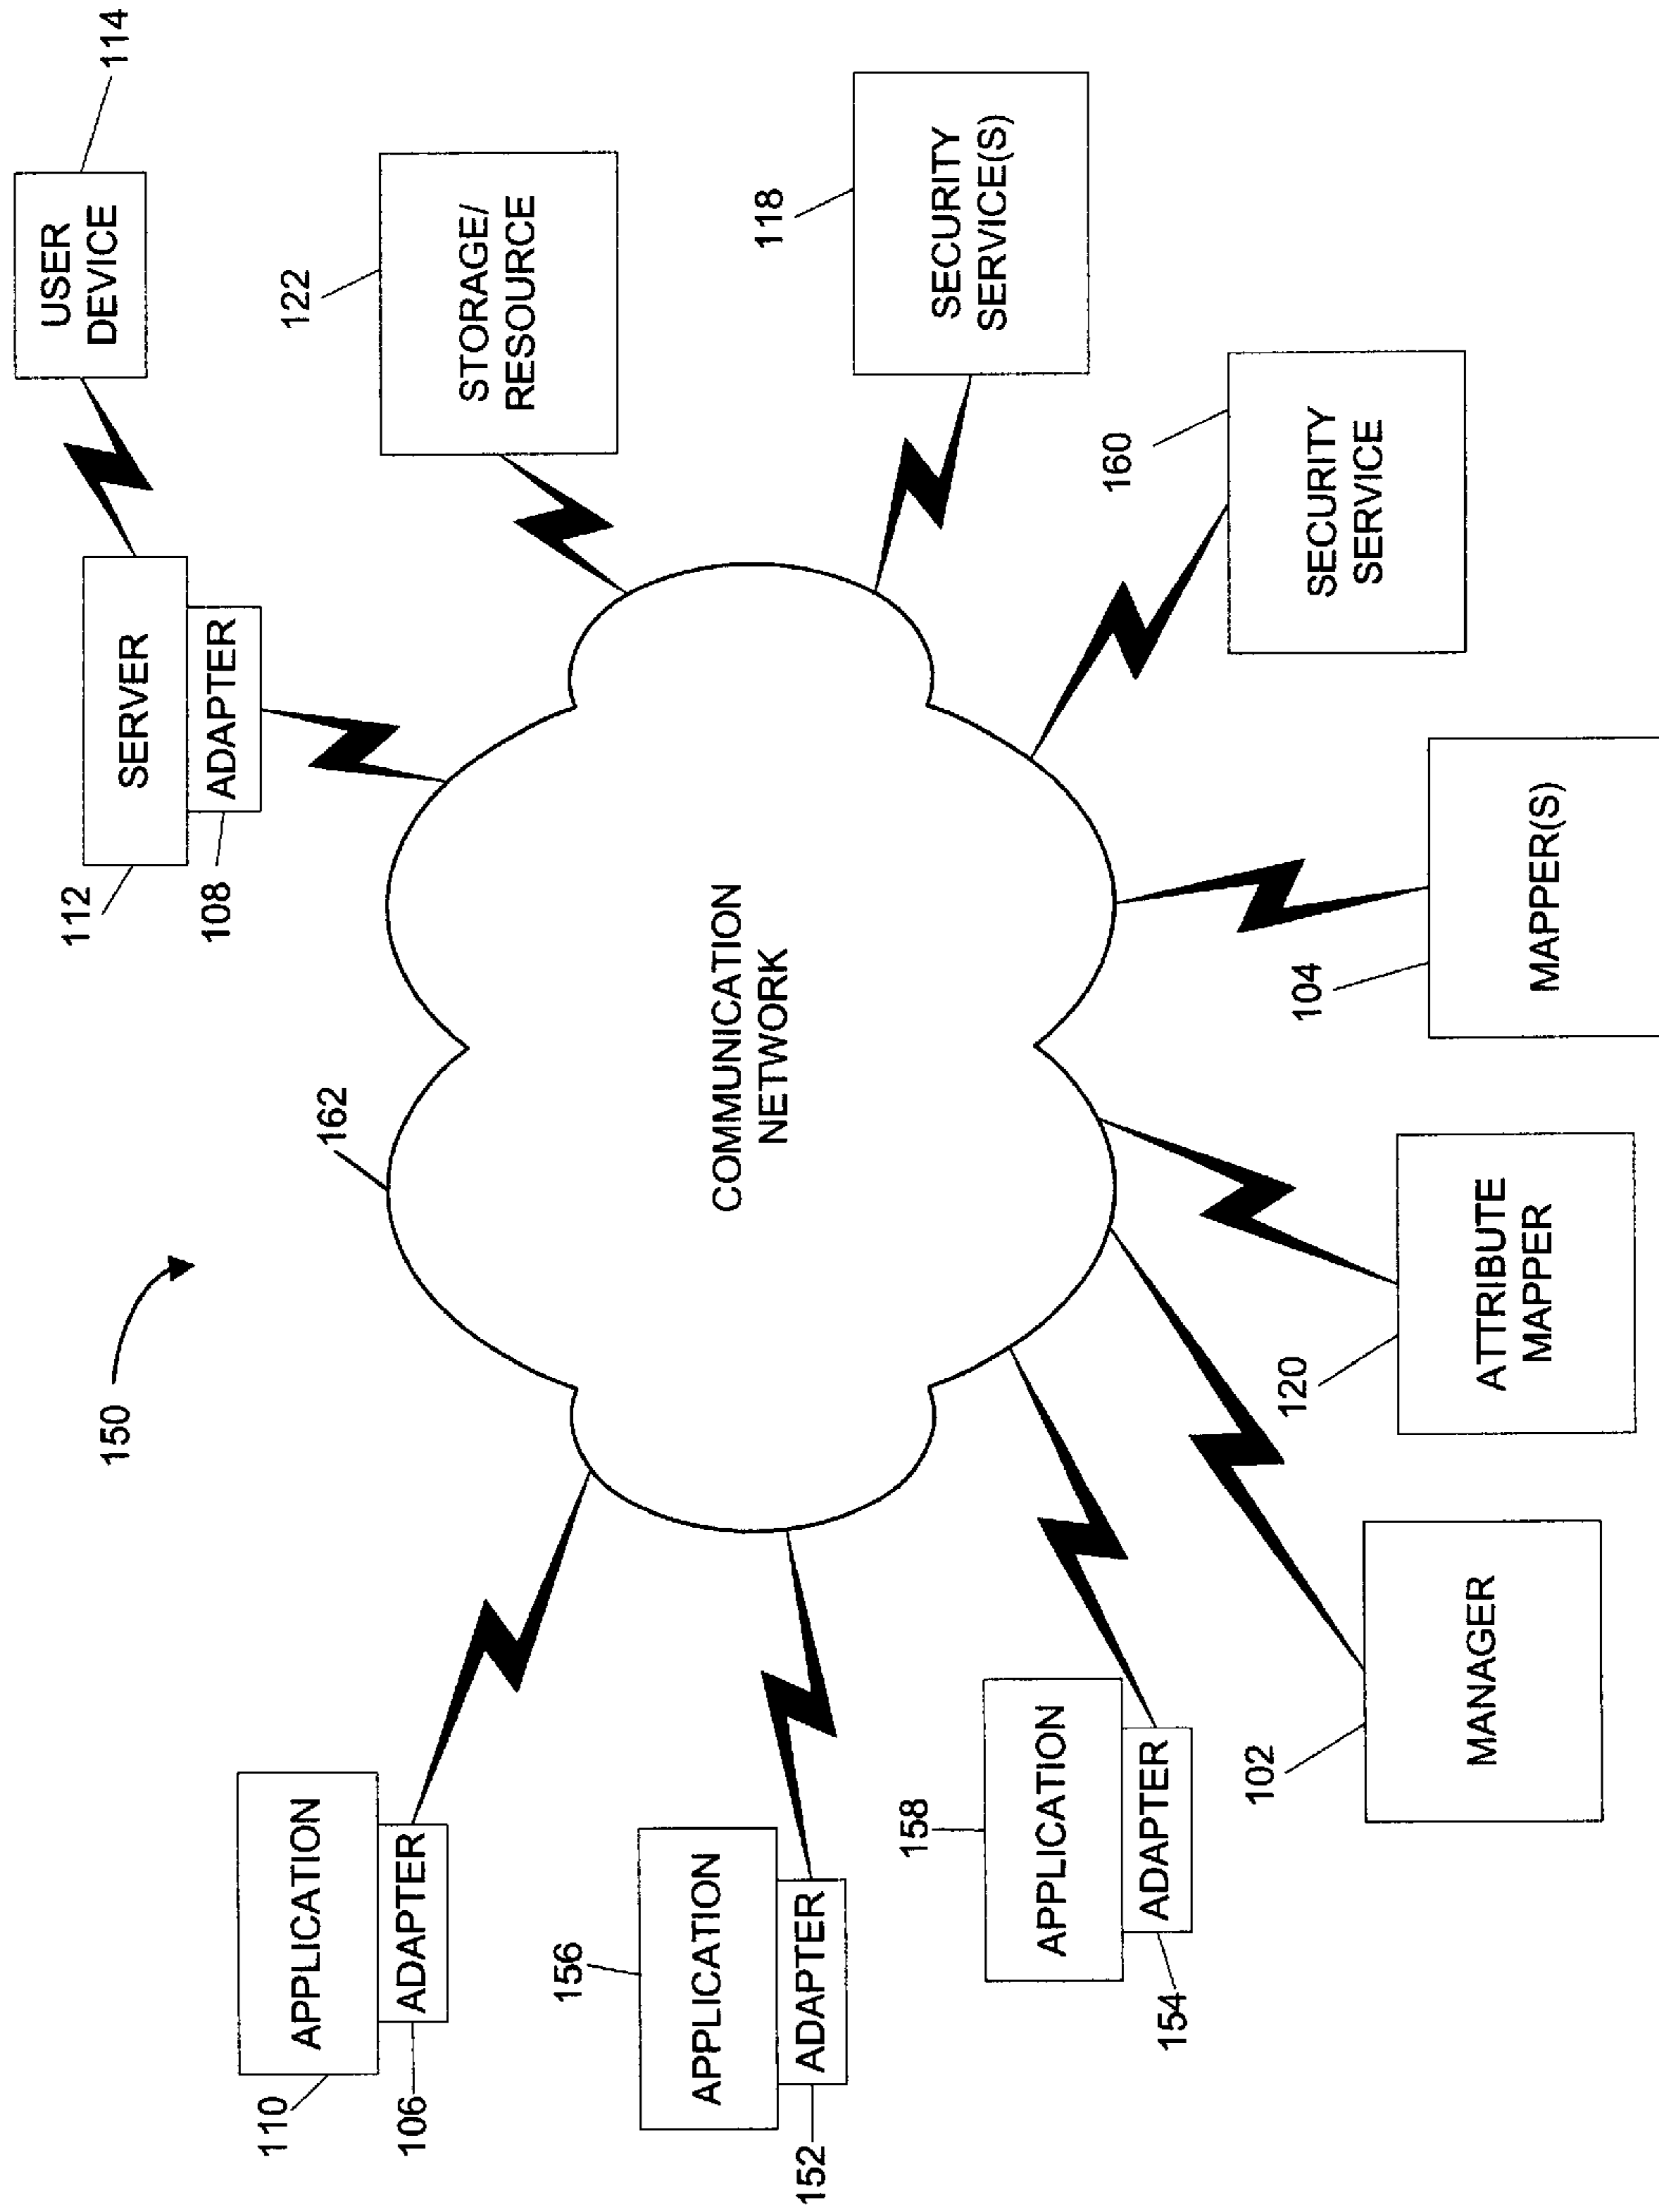 150
162
COMMUNICATION
NETWORK
110
APPLICATION
106
ADAPTER
156
APPLICATION
152
ADAPTER
158
APPLICATION
154
ADAPTER
102
MANAGER
120
ATTRIBUTE
MAPPER
104
MAPPER(S)
160
SECURITY
SERVICE
118
SECURITY
SERVICE(S)
122
STORAGE/
RESOURCE
112
SERVER
108
ADAPTER
114
USER
DEVICE